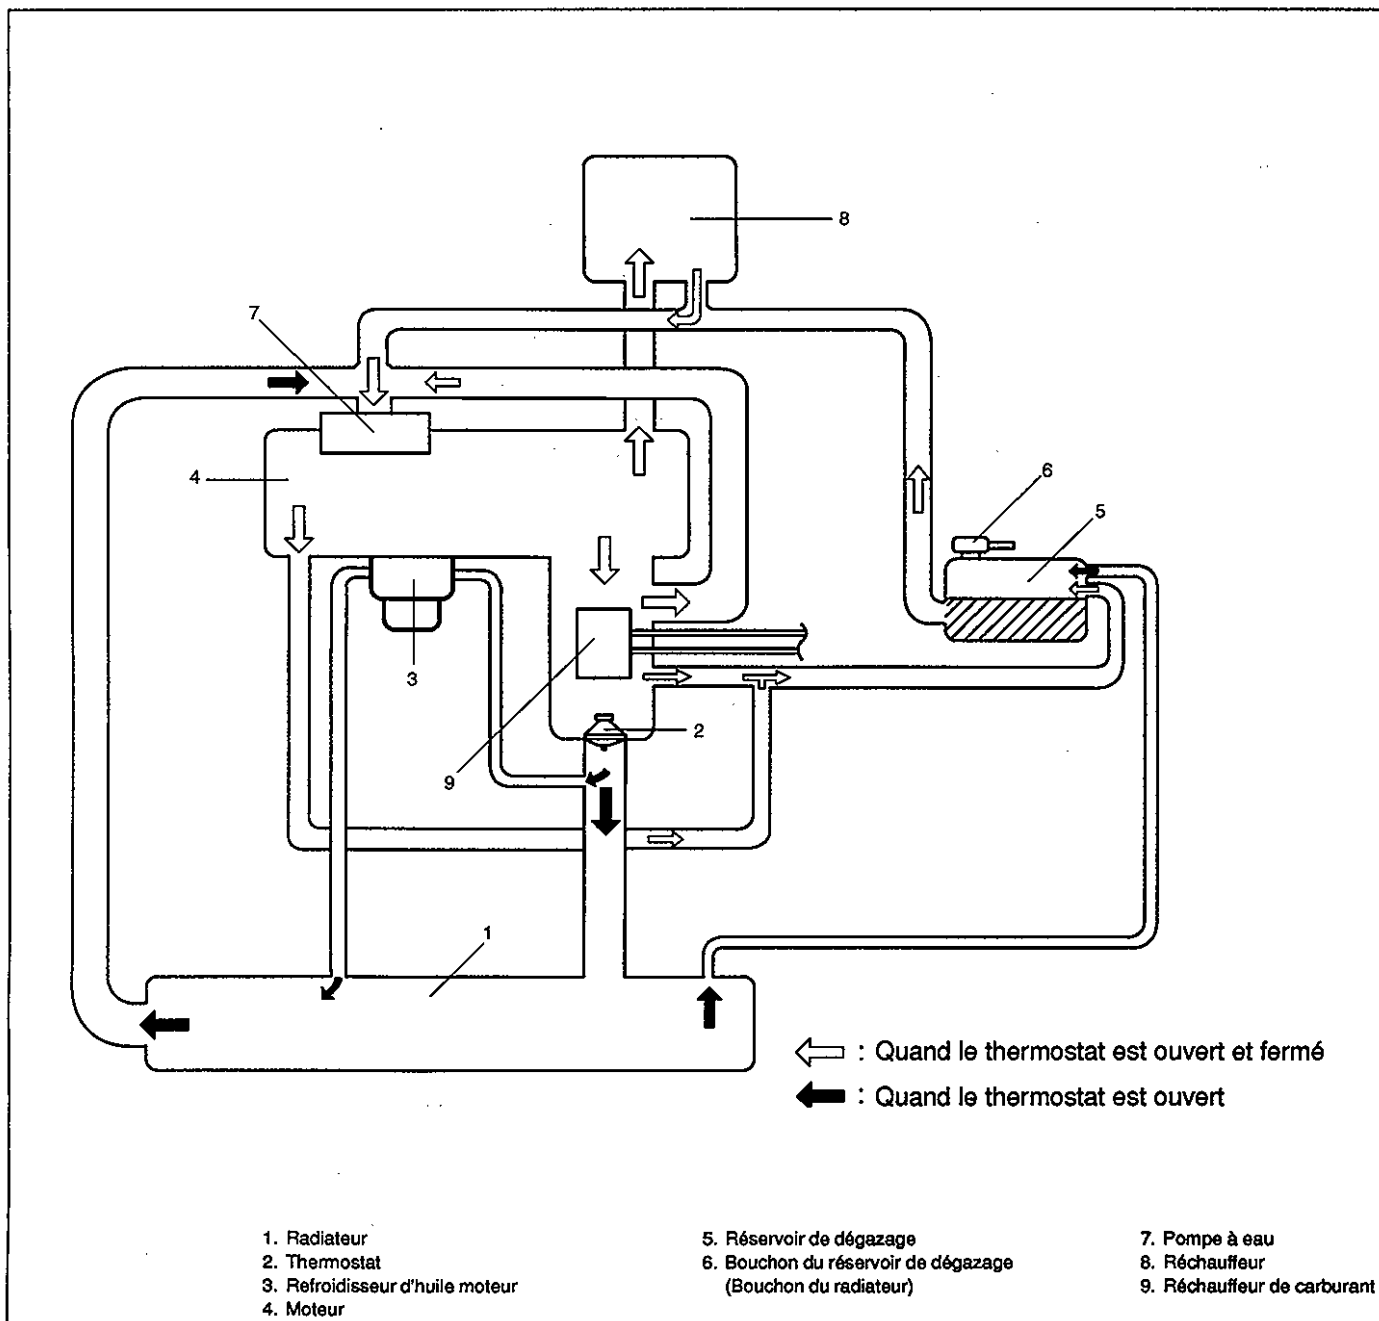 8
7
4
6
5
3
2
9
1
: Quand le thermostat est ouvert et fermé
: Quand le thermostat est ouvert
1. Radiateur
2. Thermostat
3. Refroidisseur d'huile moteur
4. Moteur
5. Réservoir de dégazage
6. Bouchon du réservoir de dégazage
(Bouchon du radiateur)
7. Pompe à eau
8. Réchauffeur
9. Réchauffeur de carburant